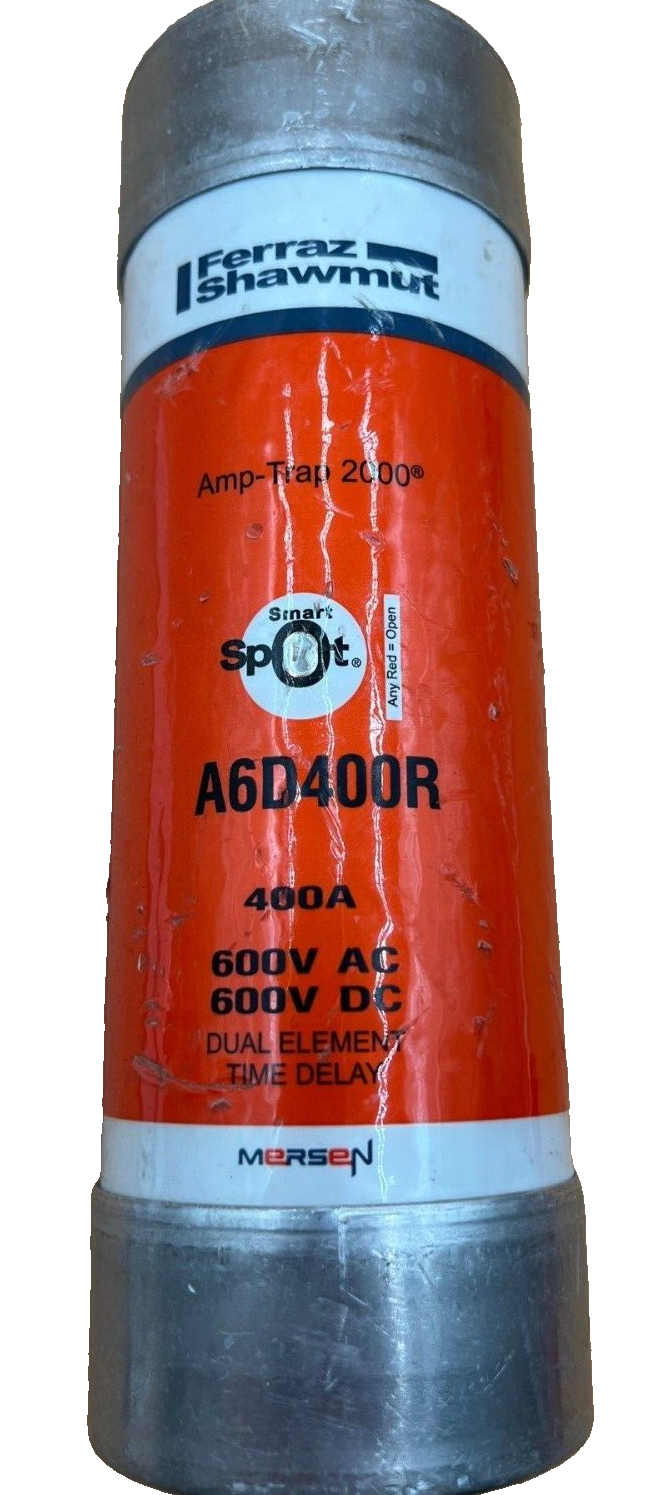 Ferraz
Shawmut
Amp-Trap 2000®
Smart
Spot®
Any Red = Open
A6D400R
400A
600V AC
600V DC
DUAL ELEMENT
TIME DELAY
MERSEN